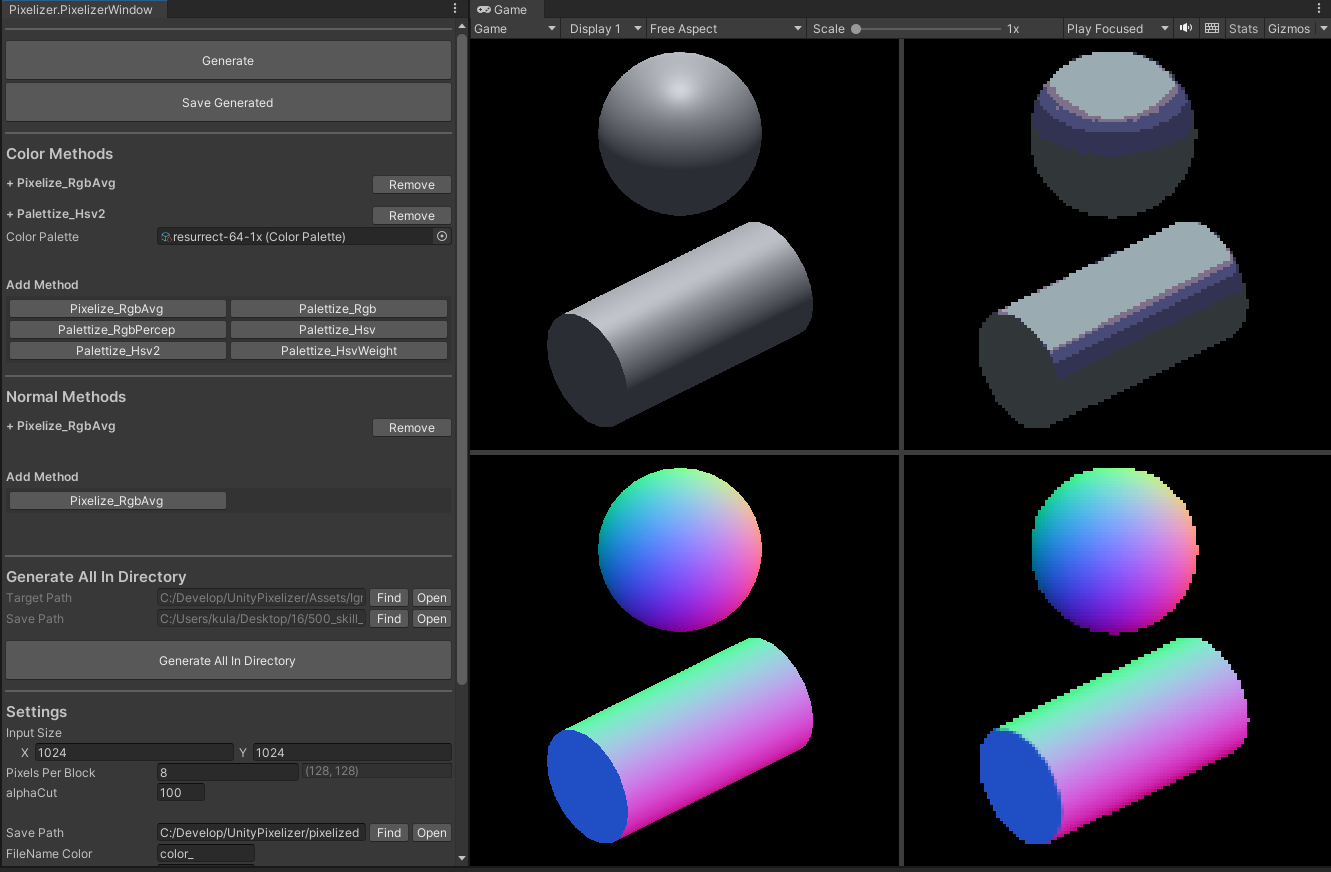 Pixelizer.PixelizerWindow
Generate
Save Generated
Color Methods
+ Pixelize_RgbAvg Remove
+ Palettize_Hsv2 Remove
Color Palette resurrect-64-1x (Color Palette)
Add Method
Pixelize_RgbAvg Palettize_Rgb
Palettize_RgbPercep Palettize_Hsv
Palettize_Hsv2 Palettize_HsvWeight
Normal Methods
+ Pixelize_RgbAvg Remove
Add Method
Pixelize_RgbAvg
Generate All In Directory
Target Path C:/Develop/UnityPixelizer/Assets/Igr Find Open
Save Path C:/Users/kula/Desktop/16/500_skill_ Find Open
Generate All In Directory
Settings
Input Size
X 1024 Y 1024
Pixels Per Block 8 (128, 128)
alphaCut 100
Save Path C:/Develop/UnityPixelizer/pixelized Find Open
FileName Color color_
Game
Game Display 1 Free Aspect Scale 1x Play Focused Stats Gizmos